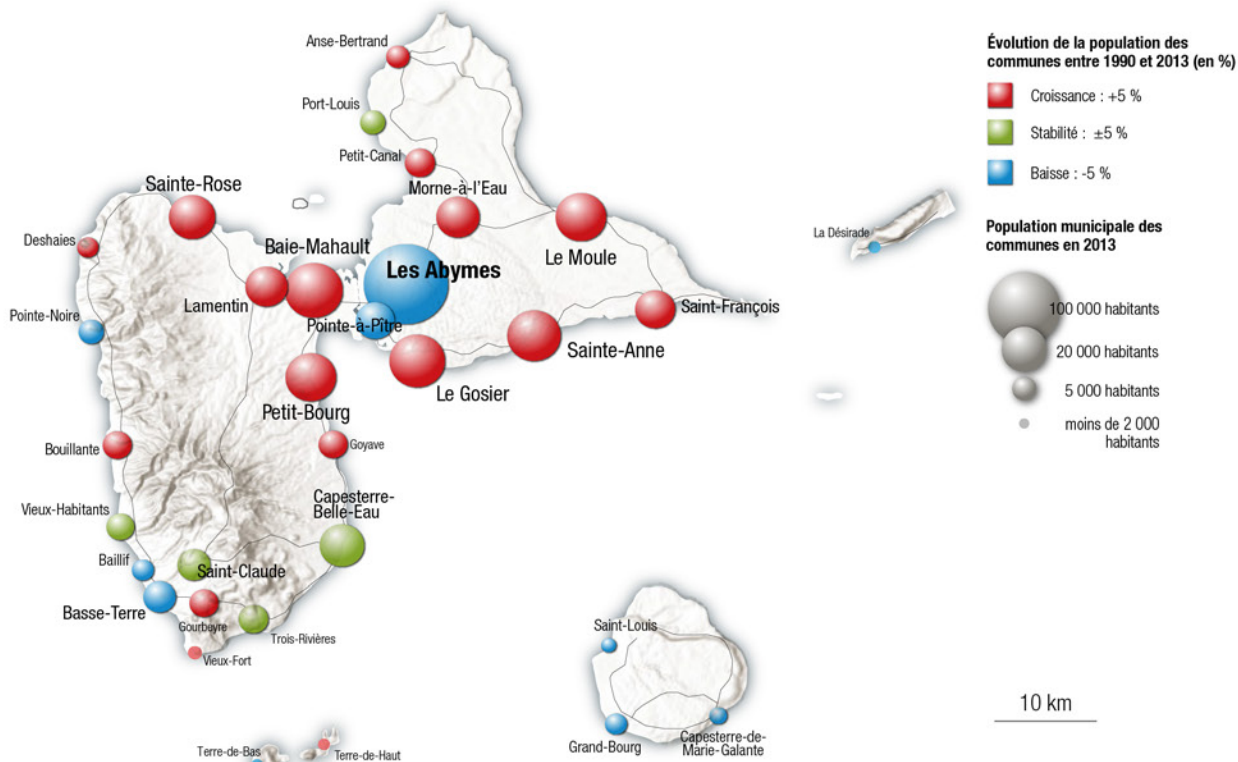 Anse-Bertrand
Port-Louis
Petit-Canal
Morne-à-l'Eau
Sainte-Rose
Deshaies
Baie-Mahault
Les Abymes
Le Moule
La Désirade
Lamentin
Pointe-Noire
Pointe-à-Pître
Saint-François
Sainte-Anne
Le Gosier
Petit-Bourg
Bouillante
Goyave
Vieux-Habitants
Capesterre-
Belle-Eau
Baillif
Saint-Claude
Basse-Terre
Gourbeyre
Trois-Rivières
Vieux-Fort
Terre-de-Bas
Terre-de-Haut
Saint-Louis
Grand-Bourg
Capesterre-de-
Marie-Galante
Évolution de la population des
communes entre 1990 et 2013 (en %)
Croissance : +5 %
Stabilité : ±5 %
Baisse : -5 %
Population municipale des
communes en 2013
100 000 habitants
20 000 habitants
5 000 habitants
moins de 2 000
habitants
10 km